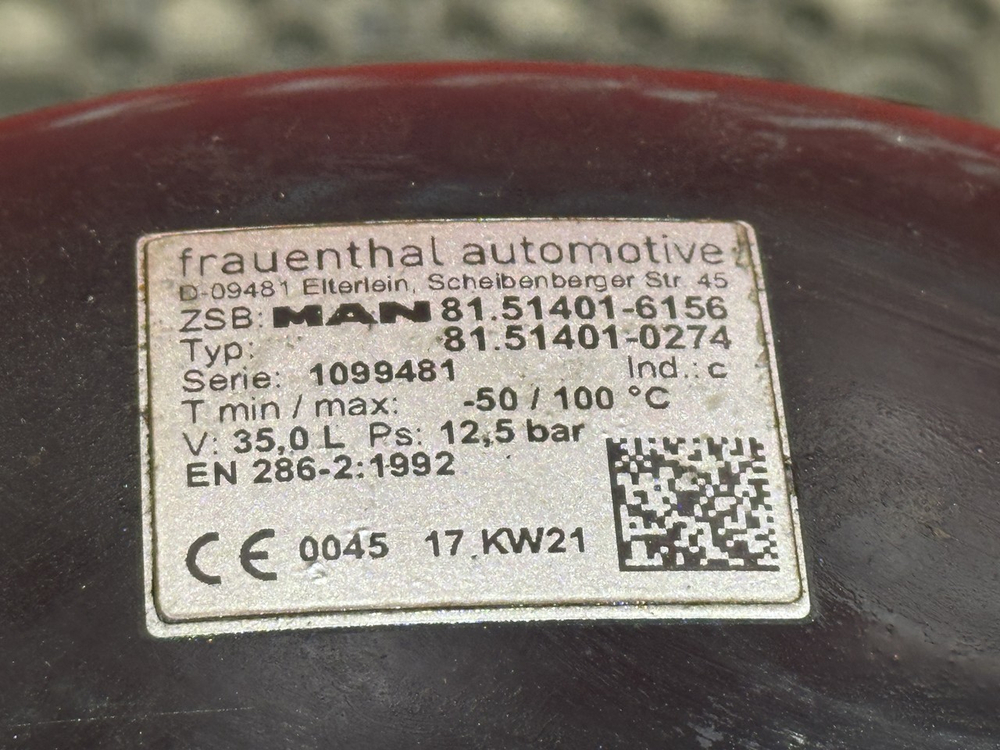 frauenthal automotive
D-09481 Elterlein, Scheibenberger Str. 45
ZSB: MAN 81.51401-6156
Typ: 81.51401-0274
Serie: 1099481 Ind.: c
T min / max: -50 / 100 °C
V: 35,0 L Ps: 12,5 bar
EN 286-2:1992
CE 0045 17.KW21